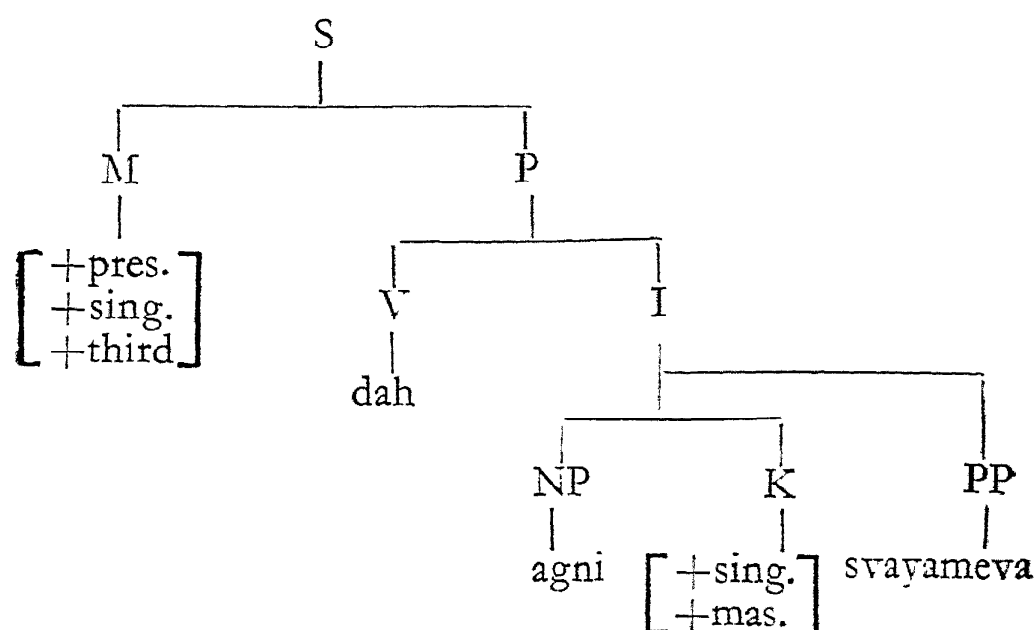 S
M P
+pres.
+sing.
+third
V I
dah
NP K PP
agni +sing. svayameva
+mas.